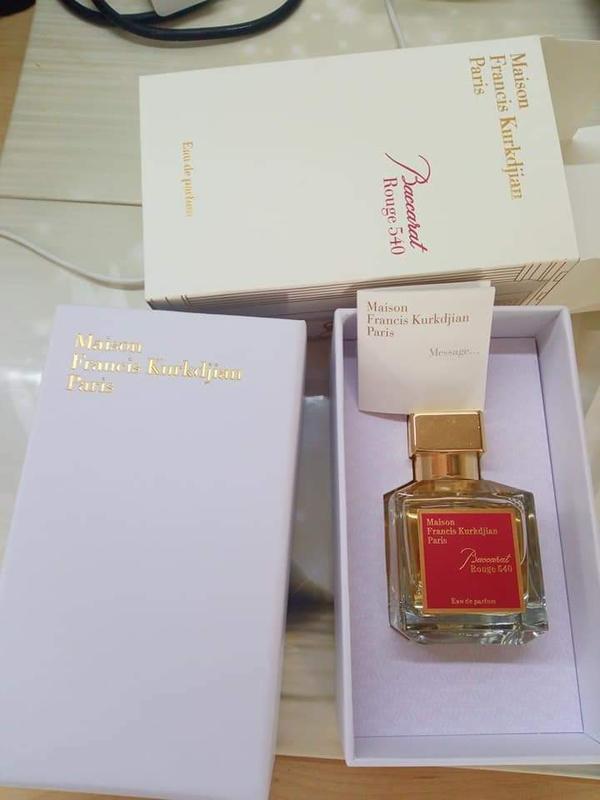 Maison
Francis Kurkdjian
Paris
Baccarat
Rouge 540
Eau de parfum
Maison
Francis Kurkdjian
Paris
Message...
Maison
Francis Kurkdjian
Paris
Maison
Francis Kurkdjian
Paris
Baccarat
Rouge 540
Eau de parfum